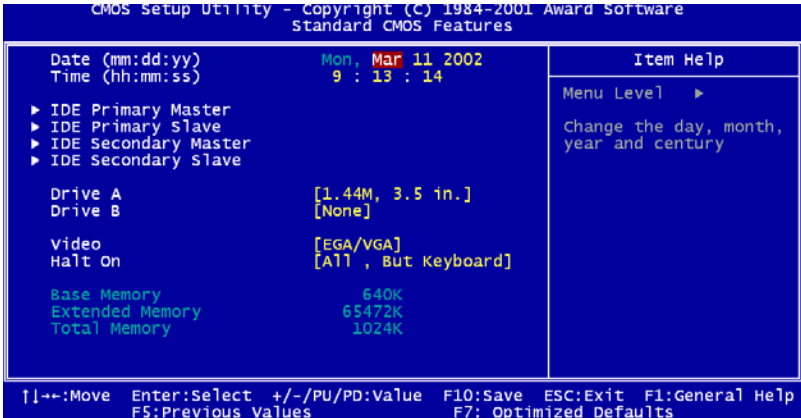 CMOS Setup Utility - Copyright (C) 1984-2001 Award Software
Standard CMOS Features
Date (mm:dd:yy) Mon, Mar 11 2002
Time (hh:mm:ss) 9 : 13 : 14
► IDE Primary Master
► IDE Primary Slave
► IDE Secondary Master
► IDE Secondary Slave
Drive A [1.44M, 3.5 in.]
Drive B [None]
Video [EGA/VGA]
Halt On [All , But Keyboard]
Base Memory 640K
Extended Memory 65472K
Total Memory 1024K
Item Help
Menu Level ►
Change the day, month,
year and century
↑↓→←:Move Enter:Select +/-/PU/PD:Value F10:Save ESC:Exit F1:General Help
F5:Previous Values F7: Optimized Defaults